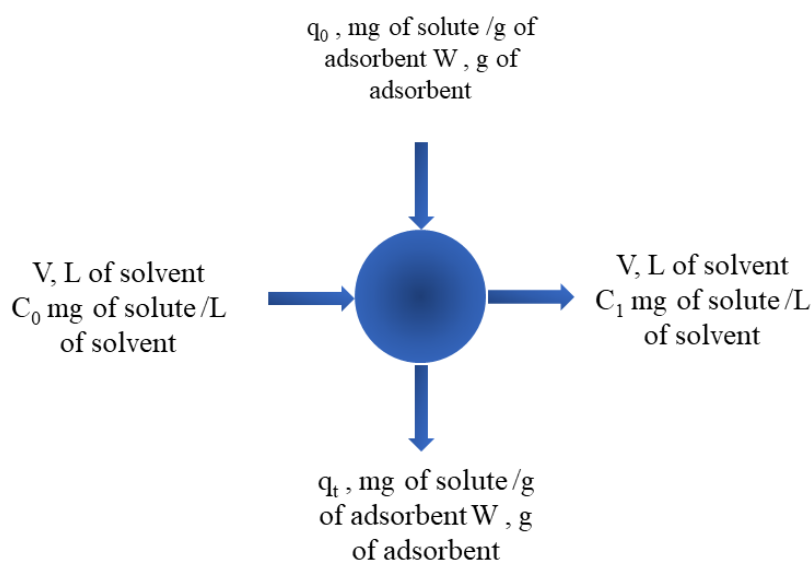 q₀ , mg of solute /g of
adsorbent W , g of
adsorbent
V, L of solvent
C₀ mg of solute /L
of solvent
V, L of solvent
C₁ mg of solute /L
of solvent
qₜ , mg of solute /g
of adsorbent W , g
of adsorbent